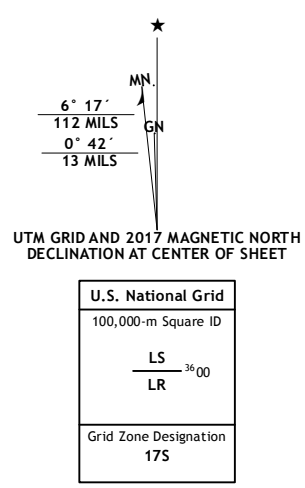 ★
MN.
6° 17´
112 MILS
GN
0° 42´
13 MILS
UTM GRID AND 2017 MAGNETIC NORTH
DECLINATION AT CENTER OF SHEET
U.S. National Grid
100,000-m Square ID
LS
3600
LR
Grid Zone Designation
17S